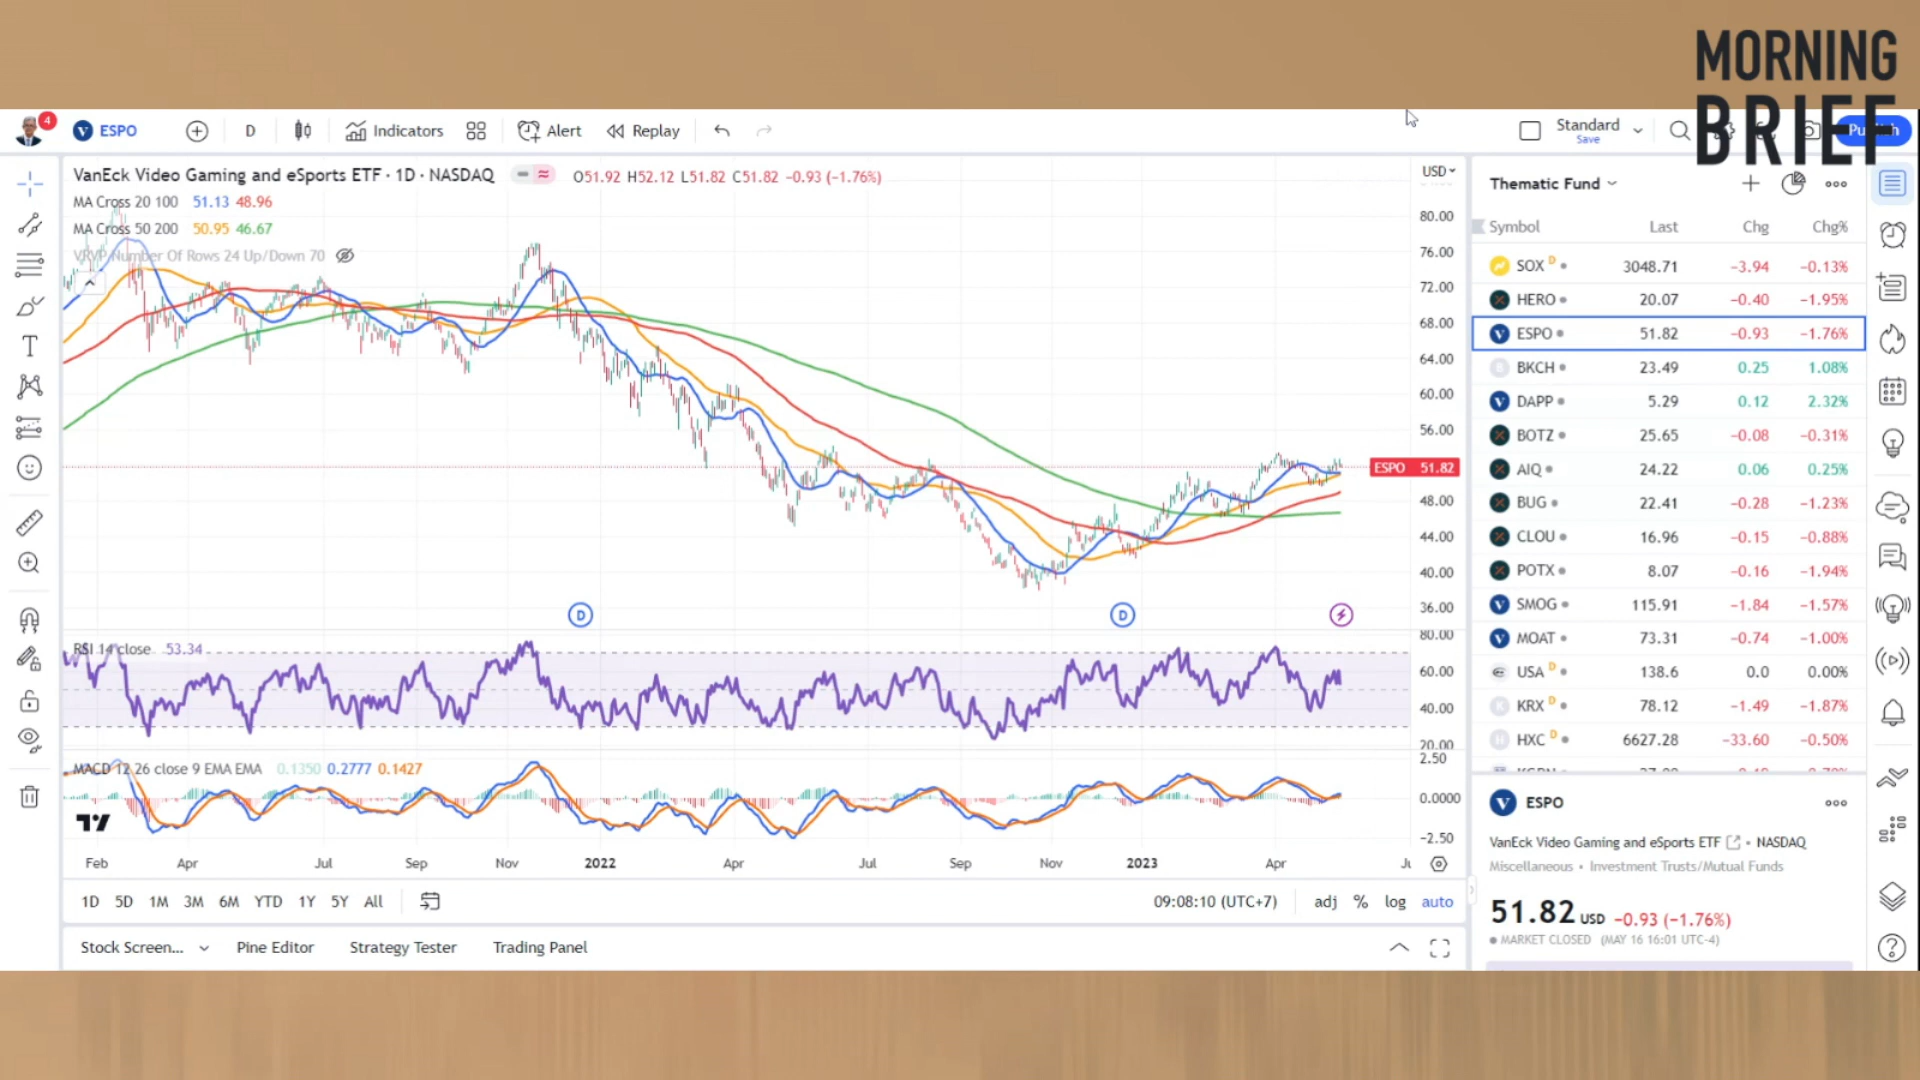 MORNING
BRIEF
4
ESPO
D
Indicators
Alert
Replay
Standard
Save
VanEck Video Gaming and eSports ETF · 1D · NASDAQ
O51.92 H52.12 L51.82 C51.82 −0.93 (−1.76%)
MA Cross 20 100 51.13 48.96
MA Cross 50 200 50.95 46.67
VRVP Number Of Rows 24 Up/Down 70
USD
80.00
76.00
72.00
68.00
64.00
60.00
56.00
ESPO 51.82
48.00
44.00
40.00
36.00
D
D
RSI 14 close 53.34
80.00
60.00
40.00
20.00
MACD 12 26 close 9 EMA EMA 0.1350 0.2777 0.1427
2.50
0.0000
−2.50
Feb Apr Jul Sep Nov 2022 Apr Jul Sep Nov 2023 Apr
1D 5D 1M 3M 6M YTD 1Y 5Y All
09:08:10 (UTC+7) adj % log auto
Stock Screen... Pine Editor Strategy Tester Trading Panel
Thematic Fund
Symbol Last Chg Chg%
SOX D 3048.71 −3.94 −0.13%
HERO 20.07 −0.40 −1.95%
ESPO 51.82 −0.93 −1.76%
BKCH 23.49 0.25 1.08%
DAPP 5.29 0.12 2.32%
BOTZ 25.65 −0.08 −0.31%
AIQ 24.22 0.06 0.25%
BUG 22.41 −0.28 −1.23%
CLOU 16.96 −0.15 −0.88%
POTX 8.07 −0.16 −1.94%
SMOG 115.91 −1.84 −1.57%
MOAT 73.31 −0.74 −1.00%
USA D 138.6 0.0 0.00%
KRX D 78.12 −1.49 −1.87%
HXC D 6627.28 −33.60 −0.50%
ESPO
VanEck Video Gaming and eSports ETF • NASDAQ
Miscellaneous • Investment Trusts/Mutual Funds
51.82 USD −0.93 (−1.76%)
MARKET CLOSED (MAY 16 16:01 UTC-4)